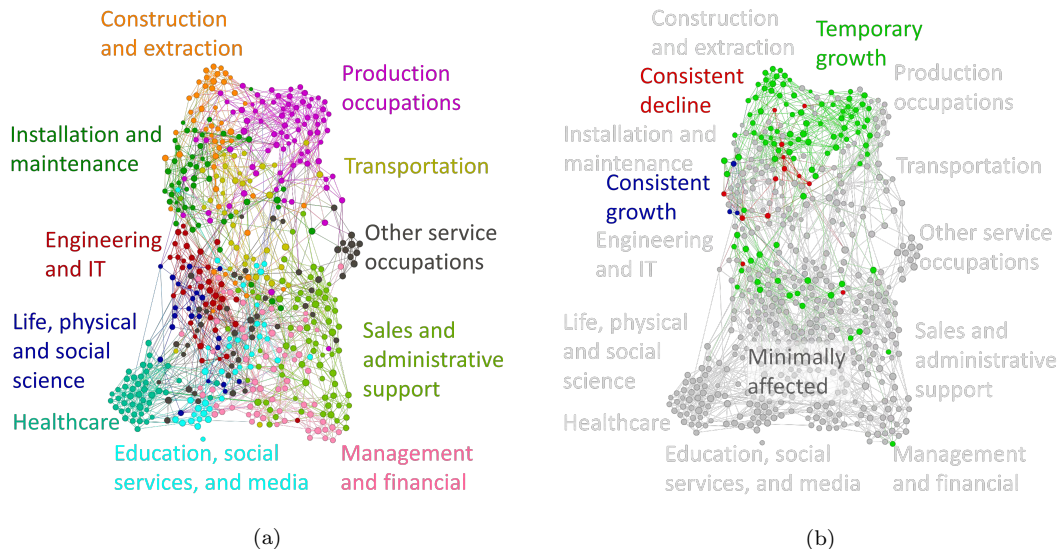 Construction
and extraction
Production
occupations
Installation and
maintenance
Transportation
Engineering
and IT
Other service
occupations
Life, physical
and social
science
Sales and
administrative
support
Healthcare
Education, social
services, and media
Management
and financial
(a)
Construction
and extraction
Temporary
growth
Consistent
decline
Production
occupations
Installation and
maintenance
Transportation
Consistent
growth
Engineering
and IT
Other service
occupations
Life, physical
and social
science
Sales and
administrative
support
Minimally
affected
Healthcare
Education, social
services, and media
Management
and financial
(b)